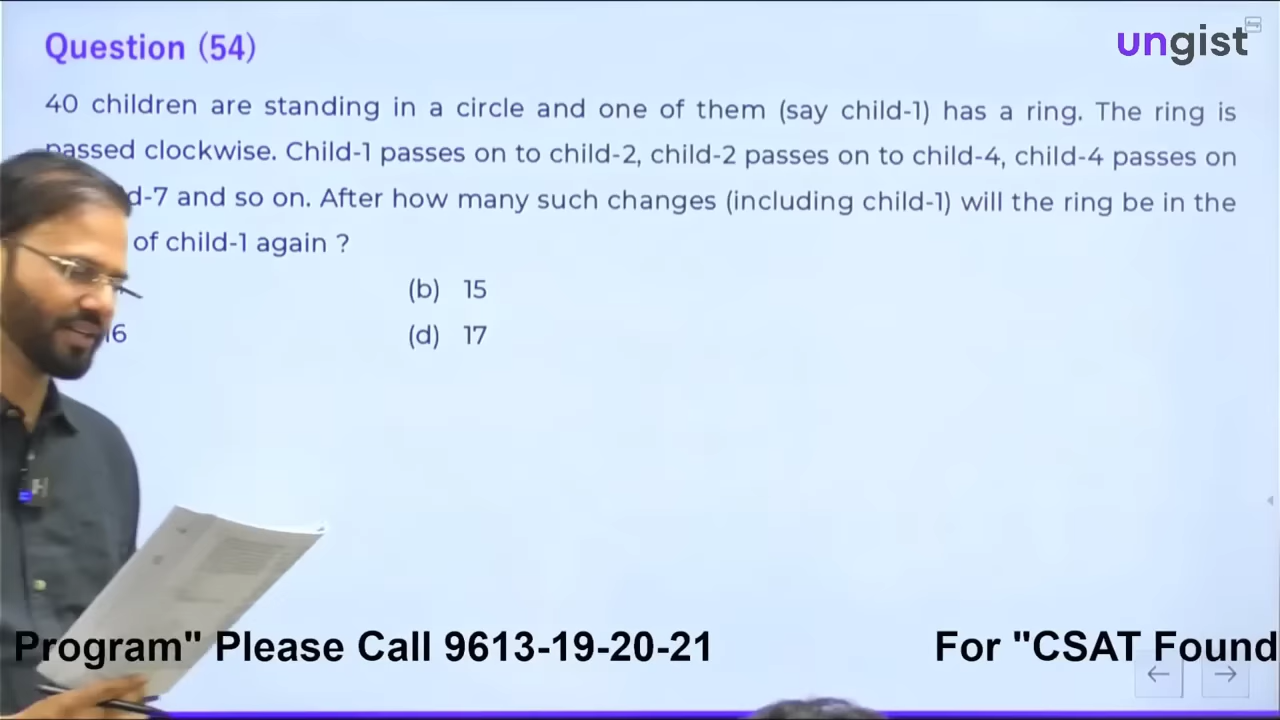 Question (54)
ungist
40 children are standing in a circle and one of them (say child-1) has a ring. The ring is
passed clockwise. Child-1 passes on to child-2, child-2 passes on to child-4, child-4 passes on
d-7 and so on. After how many such changes (including child-1) will the ring be in the
of child-1 again ?
(b) 15
16
(d) 17
Program" Please Call 9613-19-20-21 For "CSAT Found